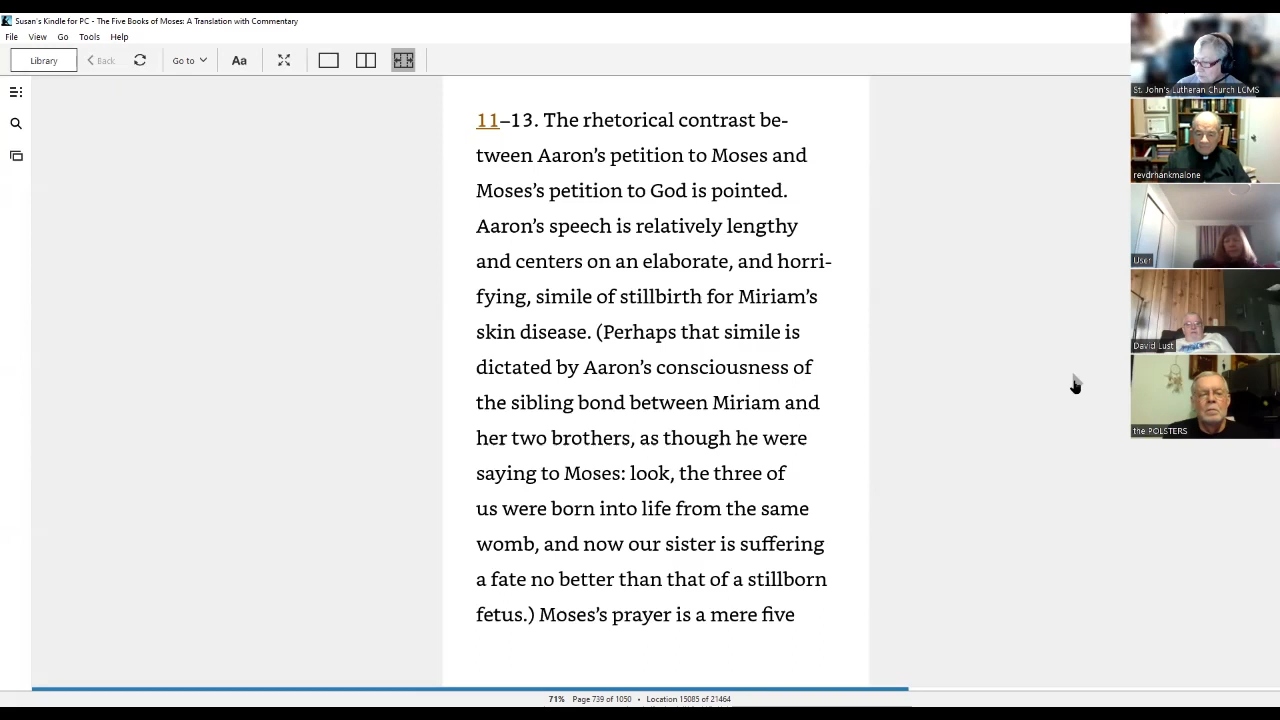 Susan's Kindle for PC - The Five Books of Moses: A Translation with Commentary
File View Go Tools Help
Library Back Go to Aa
11–13. The rhetorical contrast be-
tween Aaron's petition to Moses and
Moses's petition to God is pointed.
Aaron's speech is relatively lengthy
and centers on an elaborate, and horri-
fying, simile of stillbirth for Miriam's
skin disease. (Perhaps that simile is
dictated by Aaron's consciousness of
the sibling bond between Miriam and
her two brothers, as though he were
saying to Moses: look, the three of
us were born into life from the same
womb, and now our sister is suffering
a fate no better than that of a stillborn
fetus.) Moses's prayer is a mere five
71% Page 739 of 1050 • Location 15085 of 21464
St. John's Lutheran Church LCMS
revdrhankmalone
User
David Lust
the POLSTERS